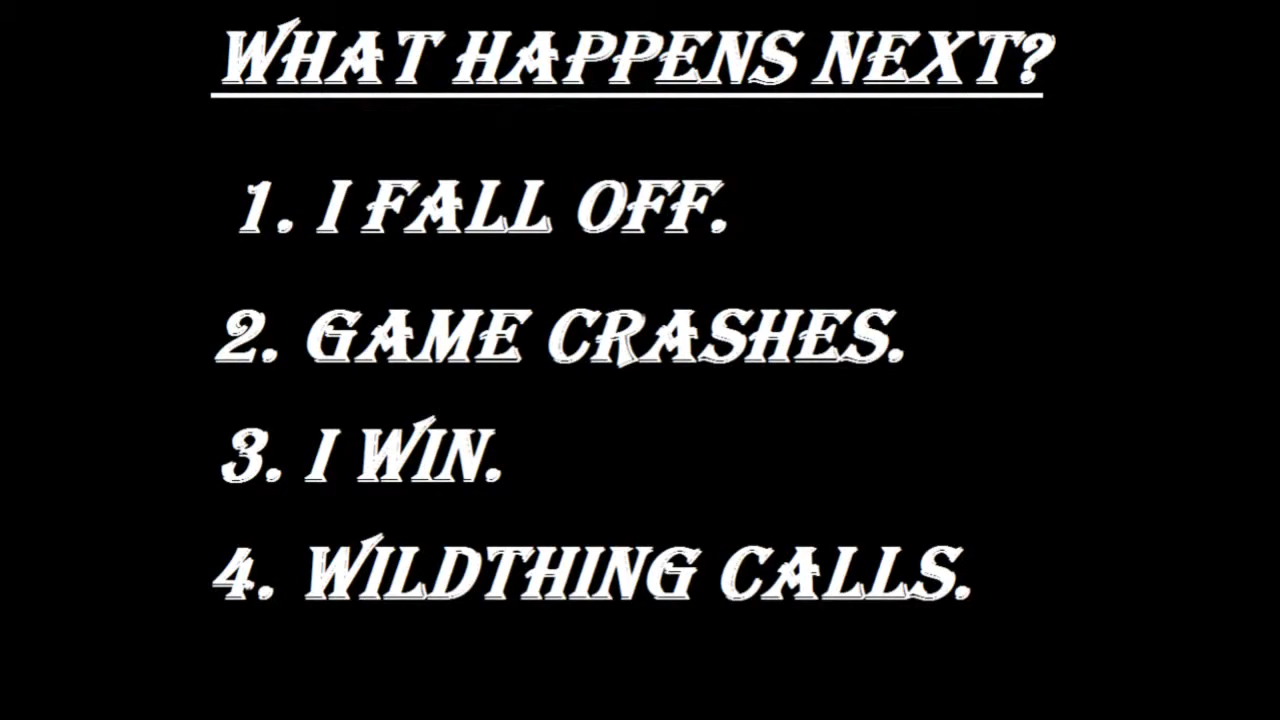 WHAT HAPPENS NEXT?
1. I FALL OFF.
2. GAME CRASHES.
3. I WIN.
4. WILDTHING CALLS.